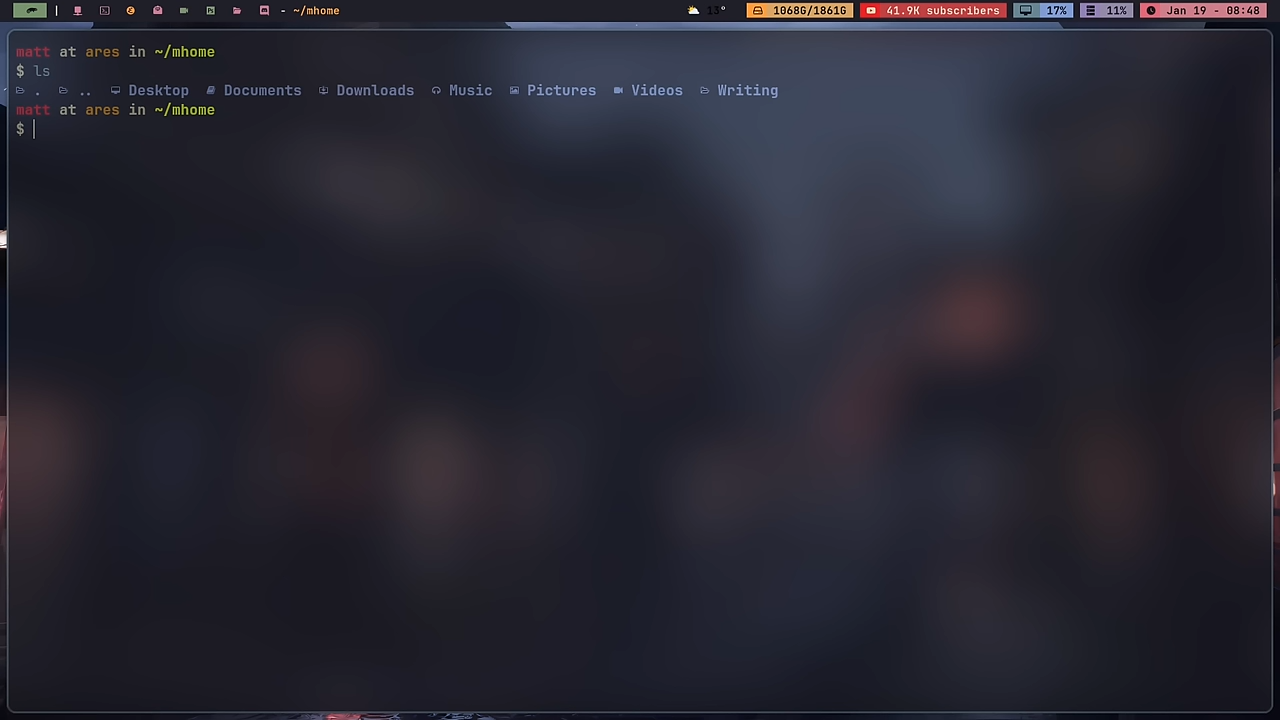 | - ~/mhome 13° 1068G/1861G 41.9K subscribers 17% 11% Jan 19 - 08:48
matt at ares in ~/mhome
$ ls
. .. Desktop Documents Downloads Music Pictures Videos Writing
matt at ares in ~/mhome
$